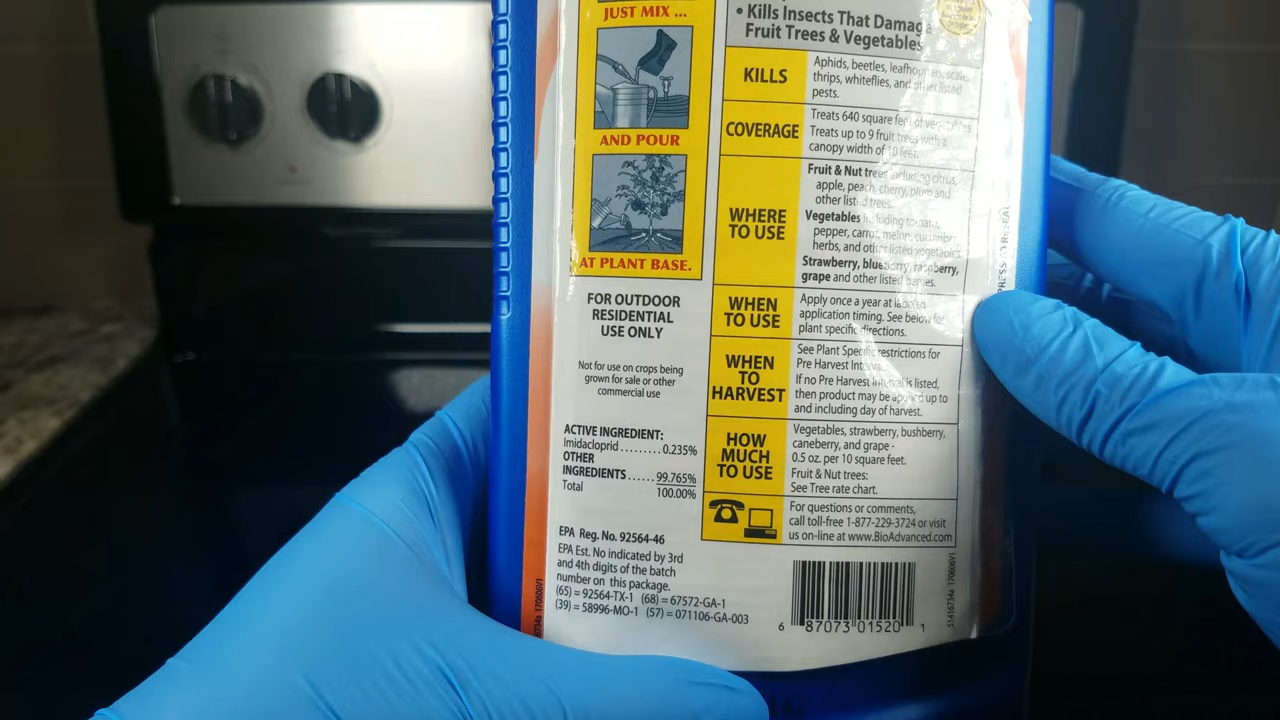 JUST MIX ...
AND POUR
AT PLANT BASE.
FOR OUTDOOR
RESIDENTIAL
USE ONLY
Not for use on crops being
grown for sale or other
commercial use
ACTIVE INGREDIENT:
Imidacloprid ......... 0.235%
OTHER
INGREDIENTS ...... 99.765%
Total 100.00%
EPA Reg. No. 92564-46
EPA Est. No indicated by 3rd
and 4th digits of the batch
number on this package.
(65) = 92564-TX-1 (68) = 67572-GA-1
(39) = 58996-MO-1 (57) = 071106-GA-003
• Kills Insects That Damage
Fruit Trees & Vegetables
KILLS
Aphids, beetles, leafhoppers, scale,
thrips, whiteflies, and other listed
pests.
COVERAGE
Treats 640 square feet of vegetables
Treats up to 9 fruit trees with a
canopy width of 10 feet.
WHERE
TO USE
Fruit & Nut trees including citrus,
apple, peach, cherry, plum and
other listed trees.
Vegetables including tomato,
pepper, carrot, melon, cucumber,
herbs, and other listed vegetables.
Strawberry, blueberry, raspberry,
grape and other listed berries.
WHEN
TO USE
Apply once a year at labeled
application timing. See below for
plant specific directions.
WHEN
TO
HARVEST
See Plant Specific restrictions for
Pre Harvest Interval.
If no Pre Harvest Interval is listed,
then product may be applied up to
and including day of harvest.
HOW
MUCH
TO USE
Vegetables, strawberry, bushberry,
caneberry, and grape -
0.5 oz. per 10 square feet.
Fruit & Nut trees:
See Tree rate chart.
For questions or comments,
call toll-free 1-877-229-3724 or visit
us on-line at www.BioAdvanced.com
6 87073 01520 1
PRESS TO RESEAL
51416734a 170606V1
6734a 170606V1